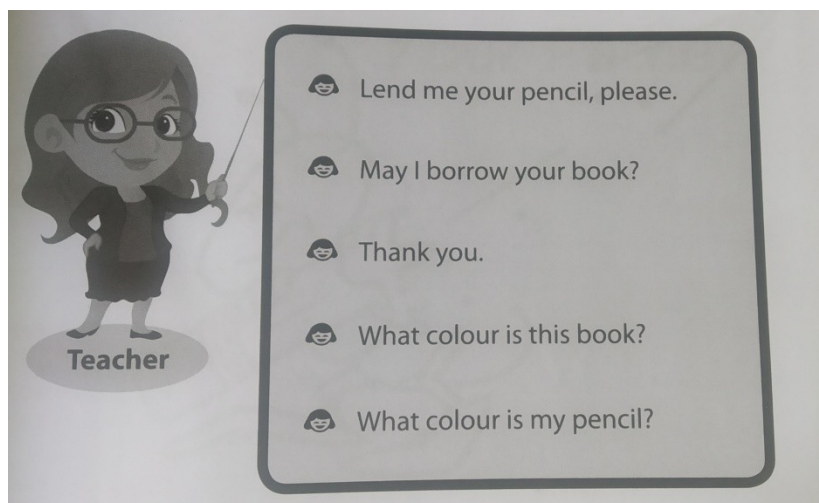 Lend me your pencil, please.
May I borrow your book?
Thank you.
What colour is this book?
What colour is my pencil?
Teacher